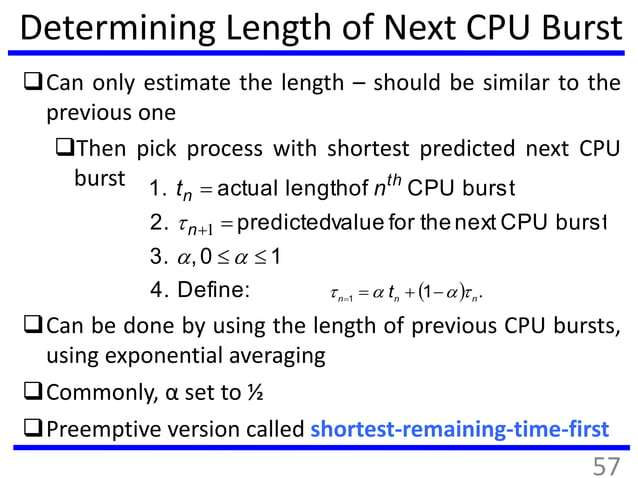 Determining Length of Next CPU Burst
❑Can only estimate the length – should be similar to the
previous one
❑Then pick process with shortest predicted next CPU
burst
1. tₙ = actual lengthof nᵗʰ CPU burst
2. τₙ₊₁ = predictedvalue for the next CPU burst
3. α, 0 ≤ α ≤ 1
4. Define: τₙ₌₁ = α tₙ + (1−α)τₙ.
❑Can be done by using the length of previous CPU bursts,
using exponential averaging
❑Commonly, α set to ½
❑Preemptive version called shortest-remaining-time-first
57